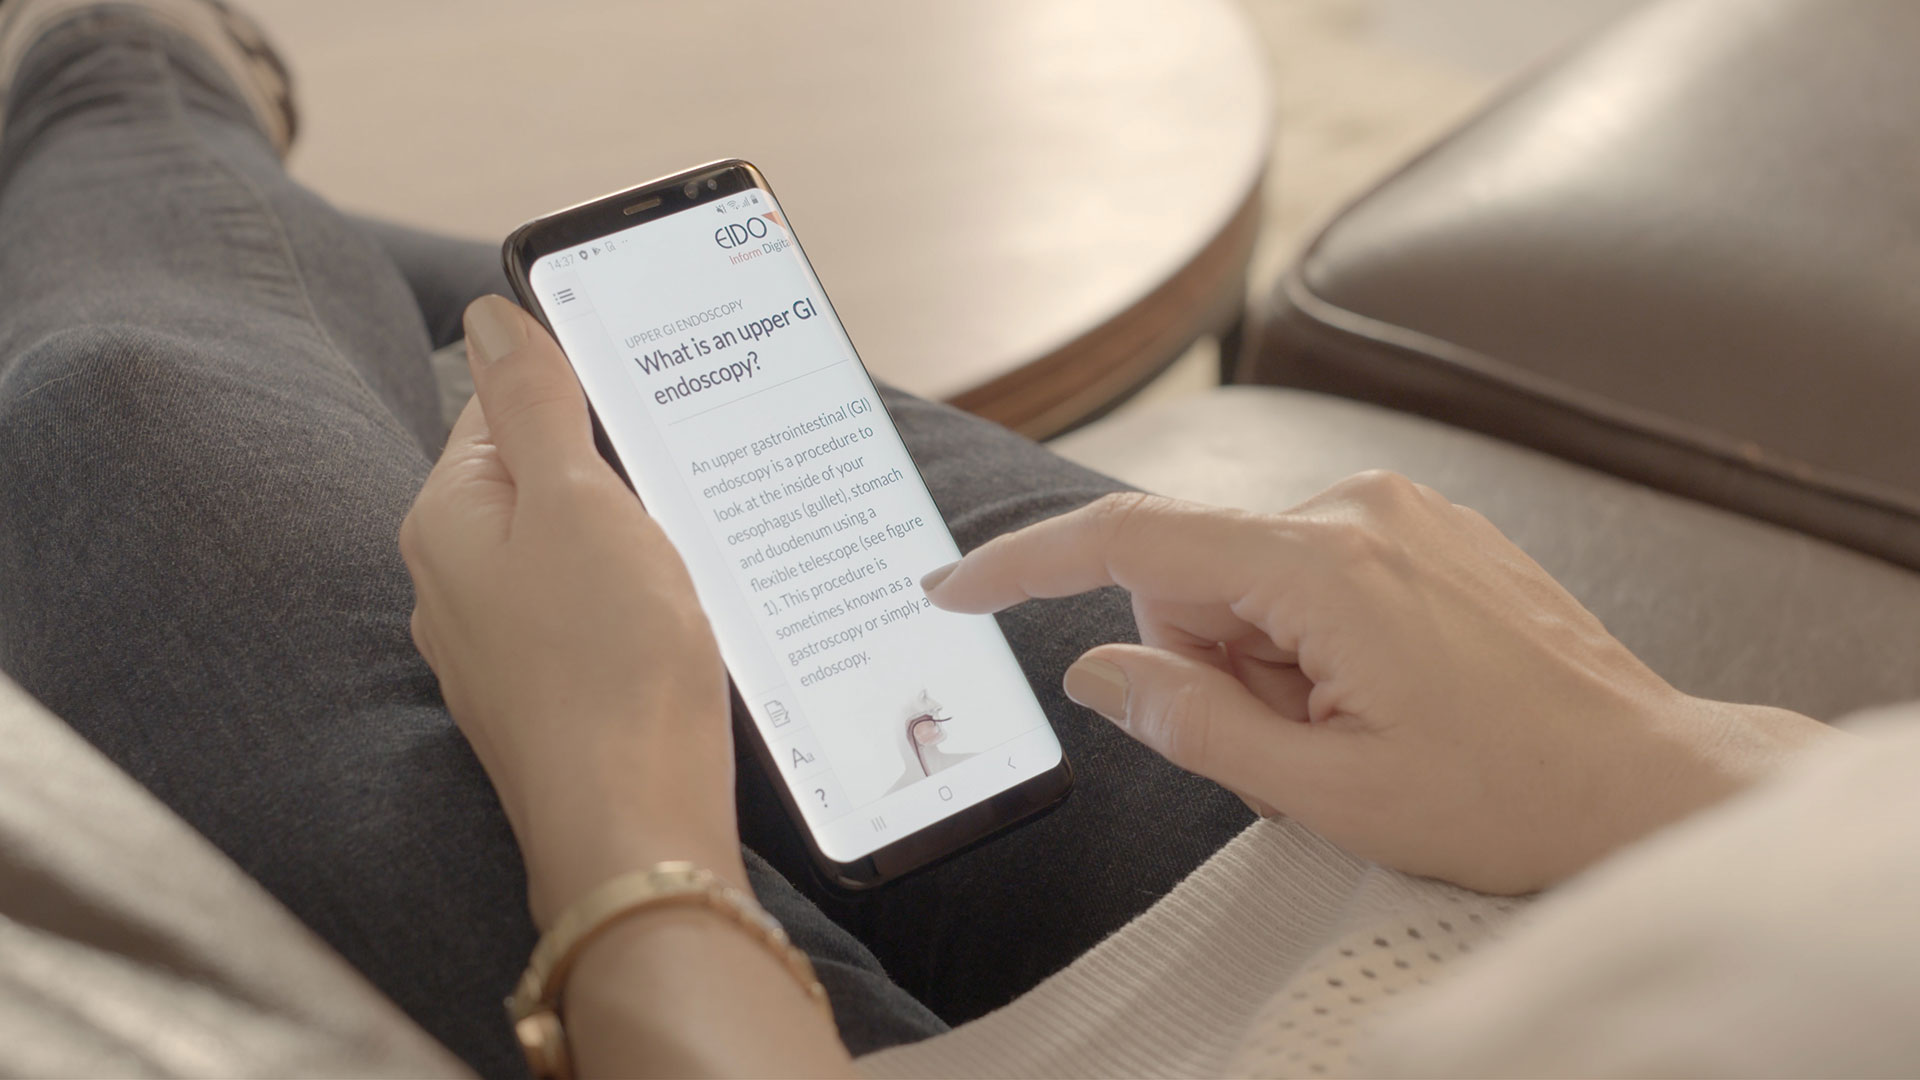 14:37
EIDO
Inform Digita
UPPER GI ENDOSCOPY
What is an upper GI
endoscopy?
An upper gastrointestinal (GI)
endoscopy is a procedure to
look at the inside of your
oesophagus (gullet), stomach
and duodenum using a
flexible telescope (see figure
1). This procedure is
sometimes known as a
gastroscopy or simply a
endoscopy.
Aa
?